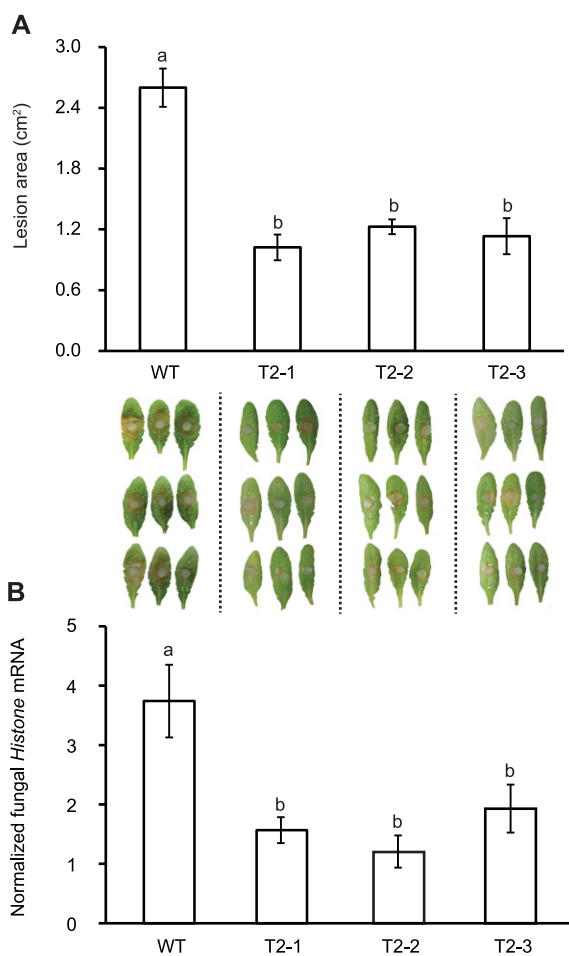 A
Lesion area (cm²)
3.0
2.4
1.8
1.2
0.6
0.0
a
b
b
b
WT T2-1 T2-2 T2-3
B
Normalized fungal Histone mRNA
5
4
3
2
1
0
a
b
b
b
WT T2-1 T2-2 T2-3